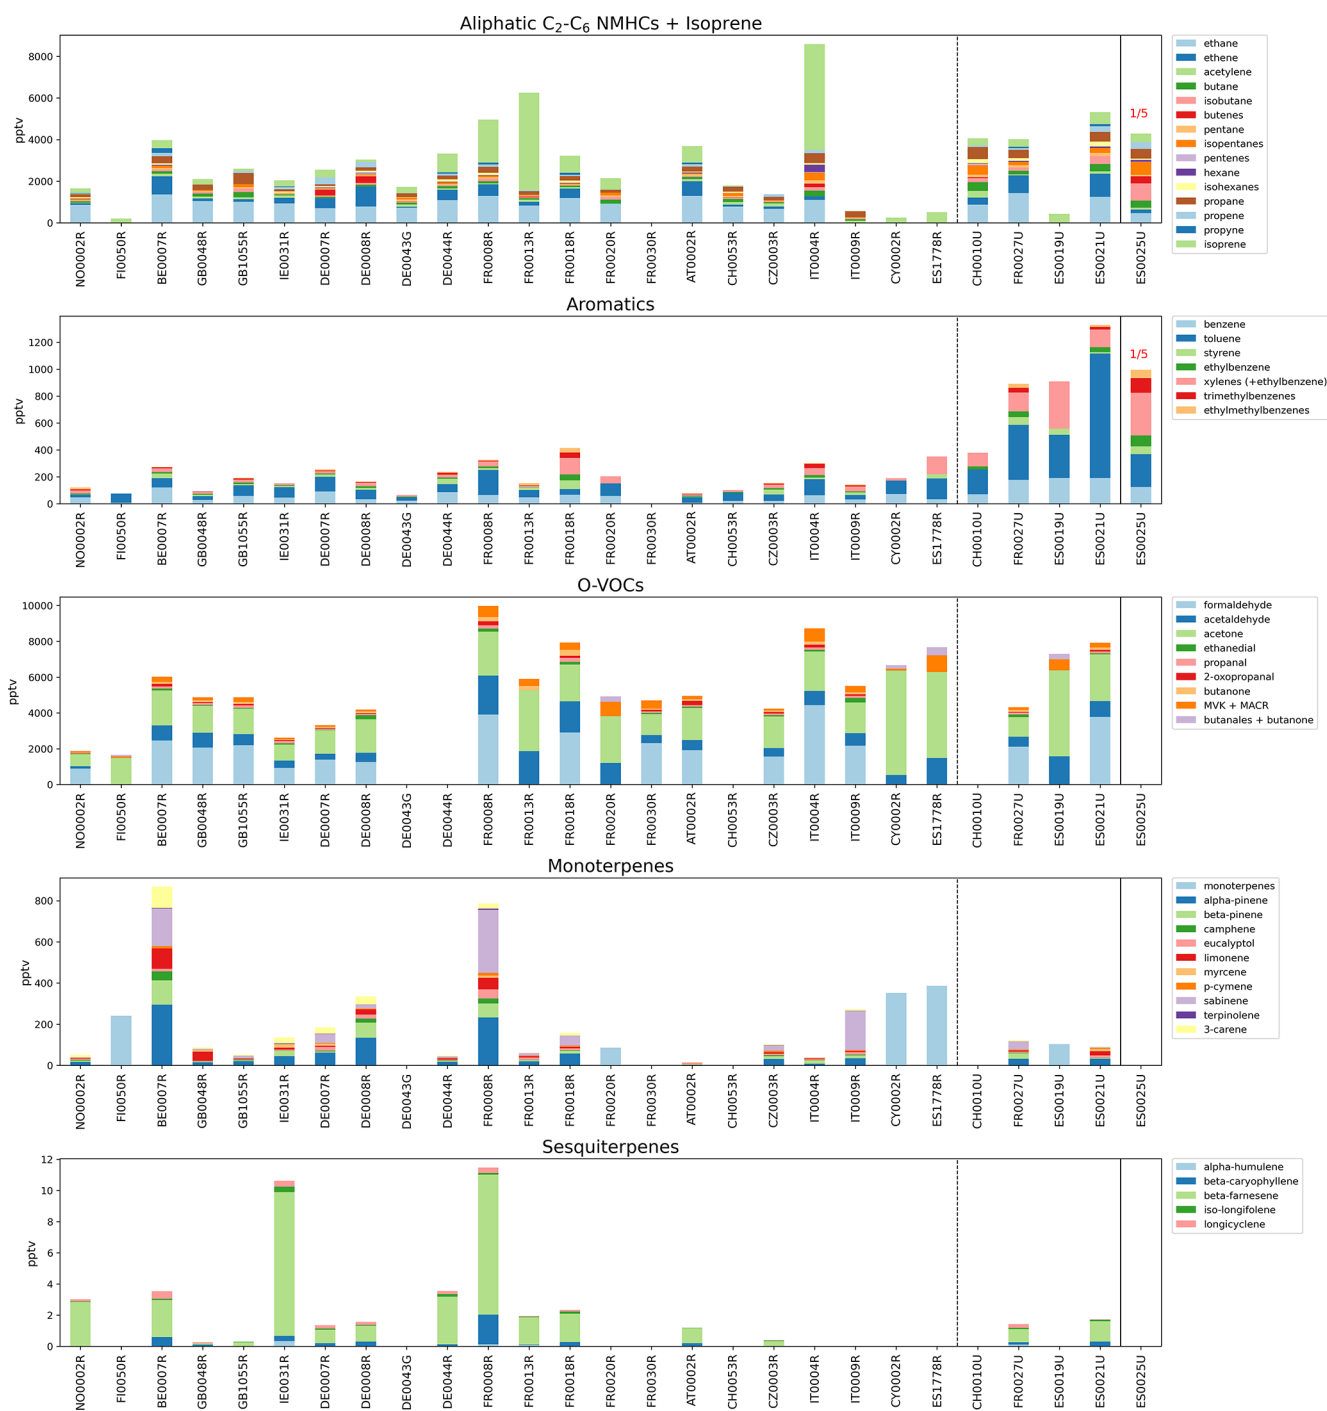 Aliphatic C₂-C₆ NMHCs + Isoprene
pptv
8000
6000
4000
2000
0
1/5
NO0002R FI0050R BE0007R GB0048R GB1055R IE0031R DE0007R DE0008R DE0043G DE0044R FR0008R FR0013R FR0018R FR0020R FR0030R AT0002R CH0053R CZ0003R IT0004R IT0009R CY0002R ES1778R CH0010U FR0027U ES0019U ES0021U ES0025U
ethane
ethene
acetylene
butane
isobutane
butenes
pentane
isopentanes
pentenes
hexane
isohexanes
propane
propene
propyne
isoprene
Aromatics
pptv
1200
1000
800
600
400
200
0
1/5
NO0002R FI0050R BE0007R GB0048R GB1055R IE0031R DE0007R DE0008R DE0043G DE0044R FR0008R FR0013R FR0018R FR0020R FR0030R AT0002R CH0053R CZ0003R IT0004R IT0009R CY0002R ES1778R CH0010U FR0027U ES0019U ES0021U ES0025U
benzene
toluene
styrene
ethylbenzene
xylenes (+ethylbenzene)
trimethylbenzenes
ethylmethylbenzenes
O-VOCs
pptv
10000
8000
6000
4000
2000
0
NO0002R FI0050R BE0007R GB0048R GB1055R IE0031R DE0007R DE0008R DE0043G DE0044R FR0008R FR0013R FR0018R FR0020R FR0030R AT0002R CH0053R CZ0003R IT0004R IT0009R CY0002R ES1778R CH0010U FR0027U ES0019U ES0021U ES0025U
formaldehyde
acetaldehyde
acetone
ethanedial
propanal
2-oxopropanal
butanone
MVK + MACR
butanales + butanone
Monoterpenes
pptv
800
600
400
200
0
NO0002R FI0050R BE0007R GB0048R GB1055R IE0031R DE0007R DE0008R DE0043G DE0044R FR0008R FR0013R FR0018R FR0020R FR0030R AT0002R CH0053R CZ0003R IT0004R IT0009R CY0002R ES1778R CH0010U FR0027U ES0019U ES0021U ES0025U
monoterpenes
alpha-pinene
beta-pinene
camphene
eucalyptol
limonene
myrcene
p-cymene
sabinene
terpinolene
3-carene
Sesquiterpenes
pptv
12
10
8
6
4
2
0
NO0002R FI0050R BE0007R GB0048R GB1055R IE0031R DE0007R DE0008R DE0043G DE0044R FR0008R FR0013R FR0018R FR0020R FR0030R AT0002R CH0053R CZ0003R IT0004R IT0009R CY0002R ES1778R CH0010U FR0027U ES0019U ES0021U ES0025U
alpha-humulene
beta-caryophyllene
beta-farnesene
iso-longifolene
longicyclene